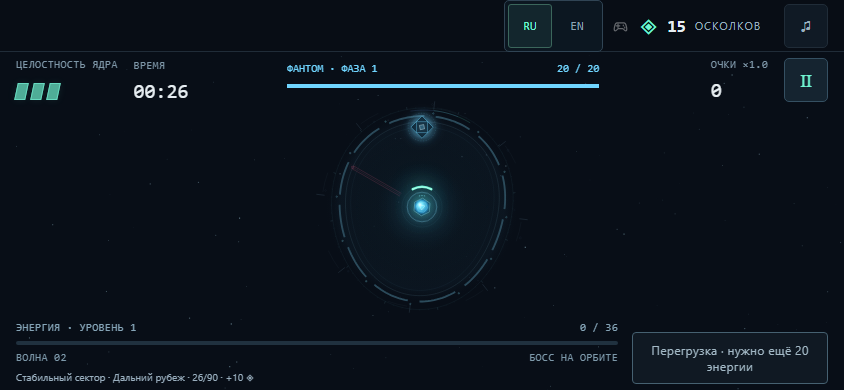 RU EN 15 ОСКОЛКОВ
ЦЕЛОСТНОСТЬ ЯДРА ВРЕМЯ ФАНТОМ · ФАЗА 1 20 / 20 ОЧКИ ×1.0
00:26 0 II
ЭНЕРГИЯ · УРОВЕНЬ 1 0 / 36
ВОЛНА 02 БОСС НА ОРБИТЕ
Стабильный сектор · Дальний рубеж · 26/90 · +10 ◈
Перегрузка · нужно ещё 20
энергии